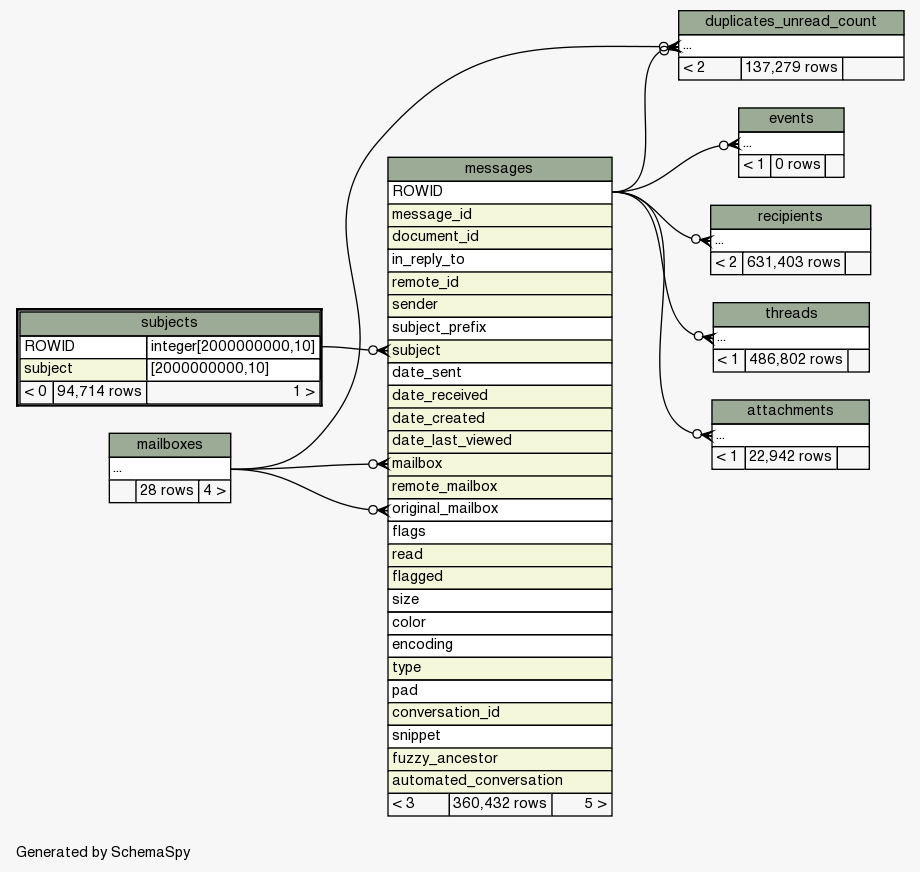 duplicates_unread_count
...
< 2 137,279 rows
events
...
< 1 0 rows
recipients
...
< 2 631,403 rows
threads
...
< 1 486,802 rows
attachments
...
< 1 22,942 rows
messages
ROWID
message_id
document_id
in_reply_to
remote_id
sender
subject_prefix
subject
date_sent
date_received
date_created
date_last_viewed
mailbox
remote_mailbox
original_mailbox
flags
read
flagged
size
color
encoding
type
pad
conversation_id
snippet
fuzzy_ancestor
automated_conversation
< 3 360,432 rows 5 >
subjects
ROWID integer[2000000000,10]
subject [2000000000,10]
< 0 94,714 rows 1 >
mailboxes
...
28 rows 4 >
Generated by SchemaSpy